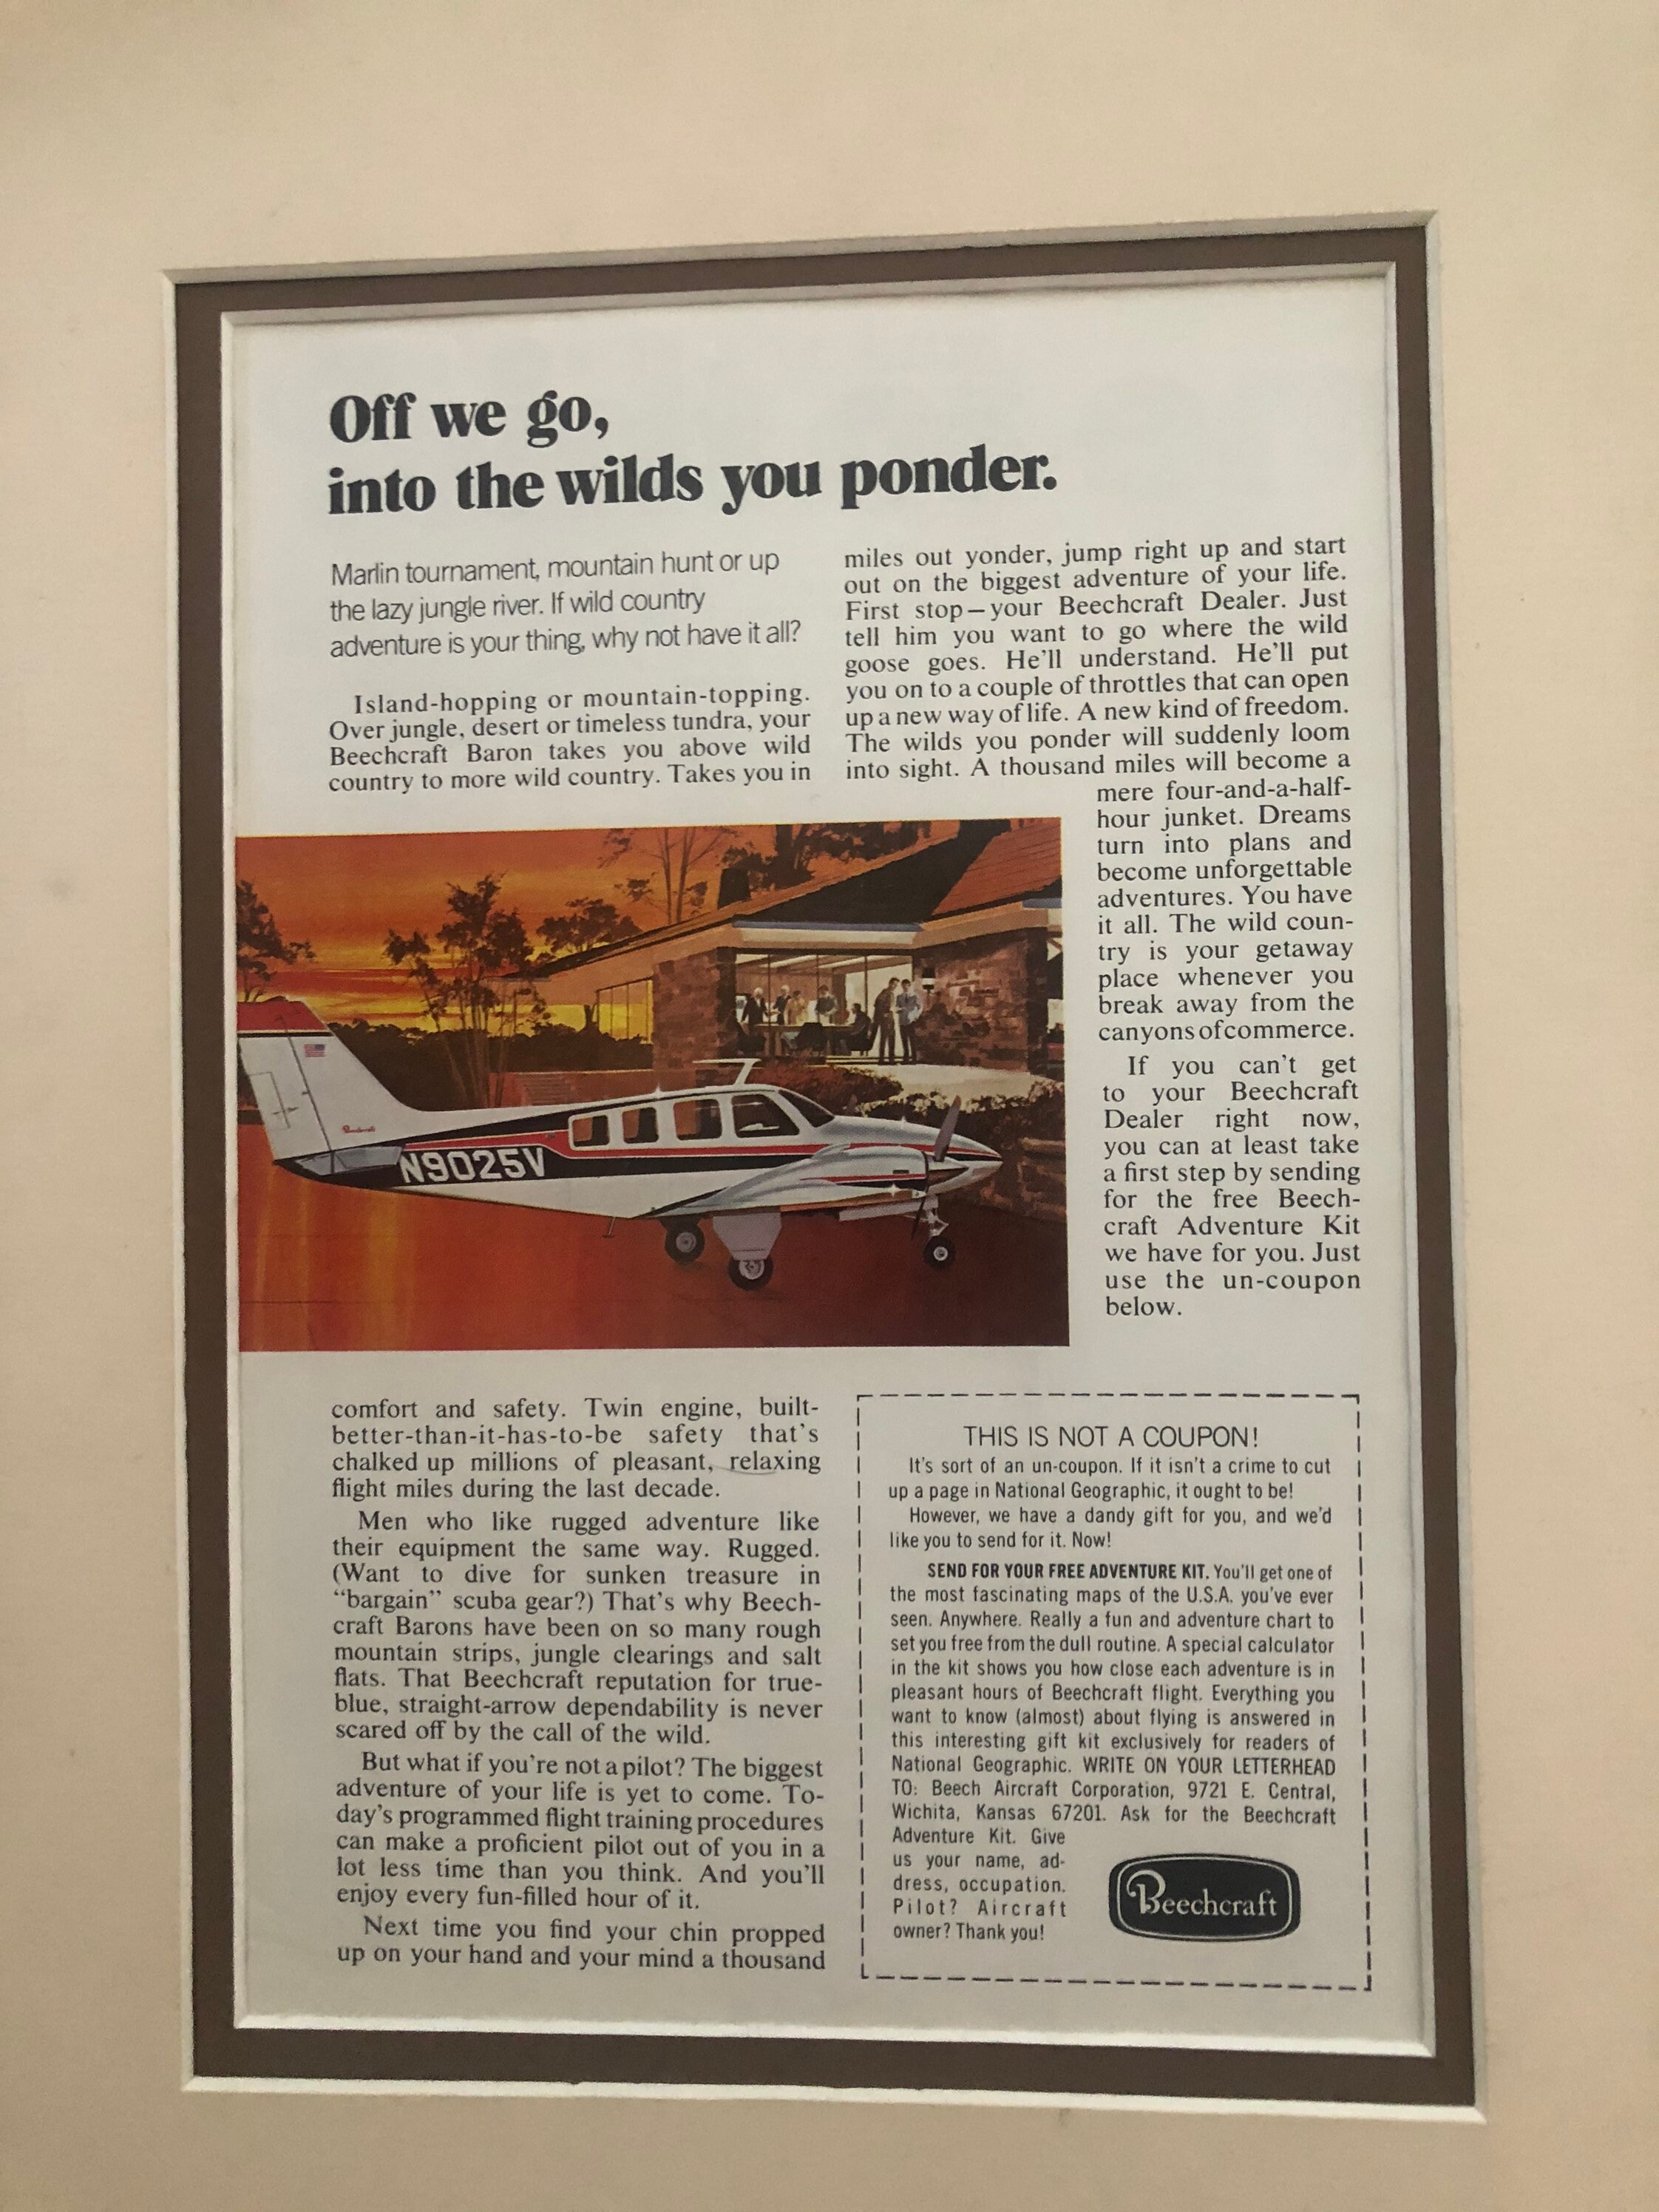 Off we go,
into the wilds you ponder.
Marlin tournament, mountain hunt or up
the lazy jungle river. If wild country
adventure is your thing, why not have it all?
Island-hopping or mountain-topping.
Over jungle, desert or timeless tundra, your
Beechcraft Baron takes you above wild
country to more wild country. Takes you in
N9025V
Beechcraft
comfort and safety. Twin engine, built-
better-than-it-has-to-be safety that's
chalked up millions of pleasant, relaxing
flight miles during the last decade.
Men who like rugged adventure like
their equipment the same way. Rugged.
(Want to dive for sunken treasure in
“bargain” scuba gear?) That's why Beech-
craft Barons have been on so many rough
mountain strips, jungle clearings and salt
flats. That Beechcraft reputation for true-
blue, straight-arrow dependability is never
scared off by the call of the wild.
But what if you're not a pilot? The biggest
adventure of your life is yet to come. To-
day's programmed flight training procedures
can make a proficient pilot out of you in a
lot less time than you think. And you'll
enjoy every fun-filled hour of it.
Next time you find your chin propped
up on your hand and your mind a thousand
miles out yonder, jump right up and start
out on the biggest adventure of your life.
First stop—your Beechcraft Dealer. Just
tell him you want to go where the wild
goose goes. He'll understand. He'll put
you on to a couple of throttles that can open
up a new way of life. A new kind of freedom.
The wilds you ponder will suddenly loom
into sight. A thousand miles will become a
mere four-and-a-half-
hour junket. Dreams
turn into plans and
become unforgettable
adventures. You have
it all. The wild coun-
try is your getaway
place whenever you
break away from the
canyons of commerce.
If you can't get
to your Beechcraft
Dealer right now,
you can at least take
a first step by sending
for the free Beech-
craft Adventure Kit
we have for you. Just
use the un-coupon
below.
THIS IS NOT A COUPON!
It's sort of an un-coupon. If it isn't a crime to cut
up a page in National Geographic, it ought to be!
However, we have a dandy gift for you, and we'd
like you to send for it. Now!
SEND FOR YOUR FREE ADVENTURE KIT. You'll get one of
the most fascinating maps of the U.S.A. you've ever
seen. Anywhere. Really a fun and adventure chart to
set you free from the dull routine. A special calculator
in the kit shows you how close each adventure is in
pleasant hours of Beechcraft flight. Everything you
want to know (almost) about flying is answered in
this interesting gift kit exclusively for readers of
National Geographic. WRITE ON YOUR LETTERHEAD
TO: Beech Aircraft Corporation, 9721 E. Central,
Wichita, Kansas 67201. Ask for the Beechcraft
Adventure Kit. Give
us your name, ad-
dress, occupation.
Pilot? Aircraft
owner? Thank you!
Beechcraft